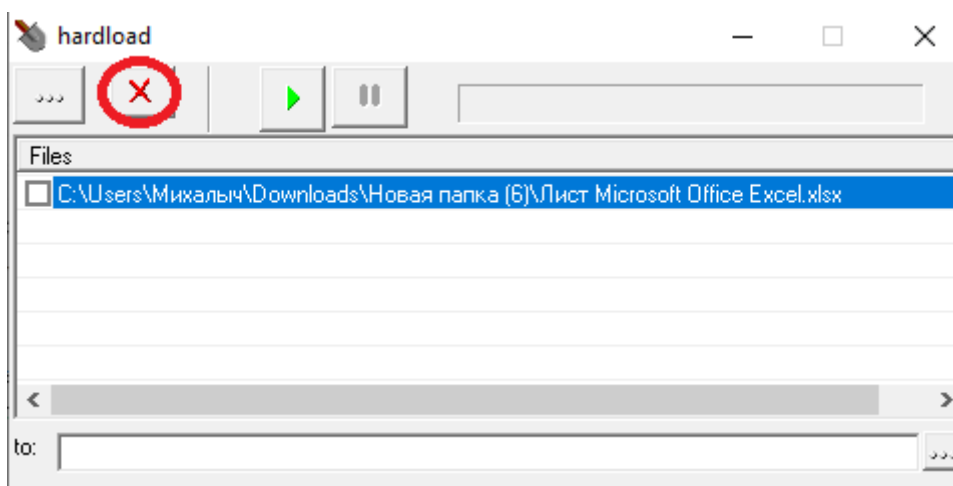 hardload
...
Files
C:\Users\Михалыч\Downloads\Новая папка (6)\Лист Microsoft Office Excel.xlsx
to:
...